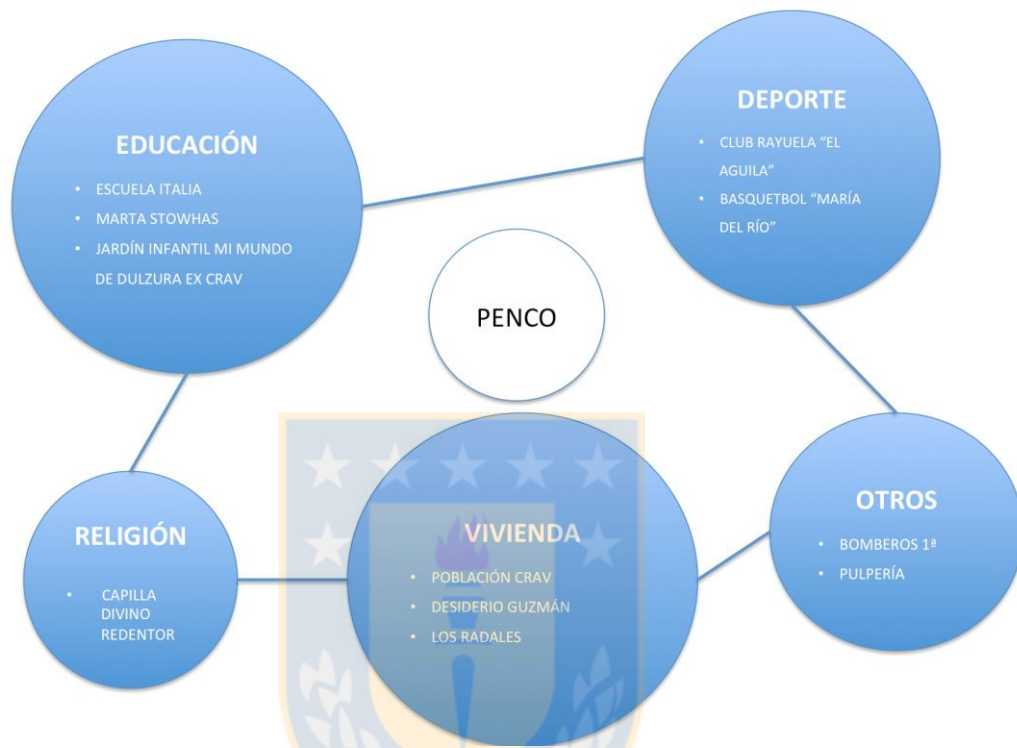 EDUCACIÓN
• ESCUELA ITALIA
• MARTA STOWHAS
• JARDÍN INFANTIL MI MUNDO
DE DULZURA EX CRAV
DEPORTE
• CLUB RAYUELA “EL
AGUILA”
• BASQUETBOL “MARÍA
DEL RÍO”
PENCO
RELIGIÓN
• CAPILLA
DIVINO
REDENTOR
VIVIENDA
• POBLACIÓN CRAV
• DESIDERIO GUZMÁN
• LOS RADALES
OTROS
• BOMBEROS 1ª
• PULPERÍA